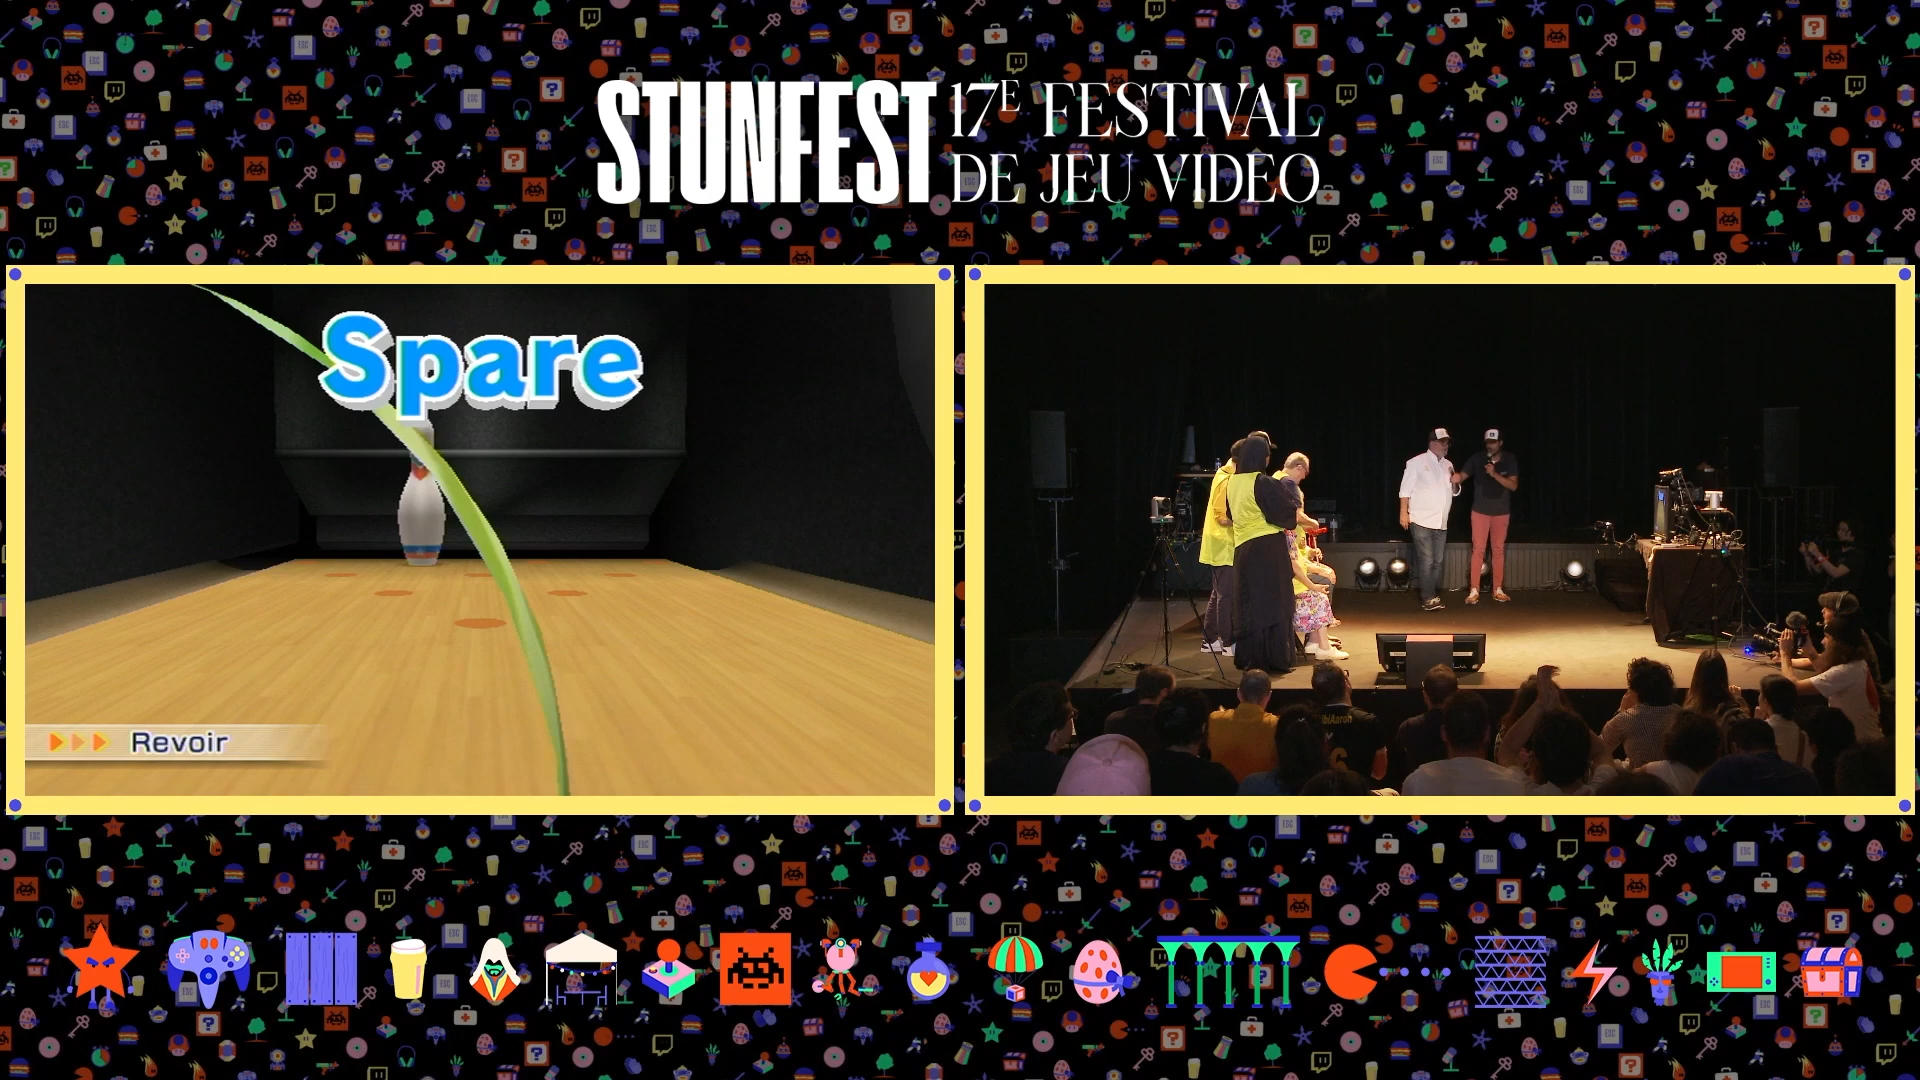 STUNFEST
17E FESTIVAL
DE JEU VIDEO
Spare
Revoir